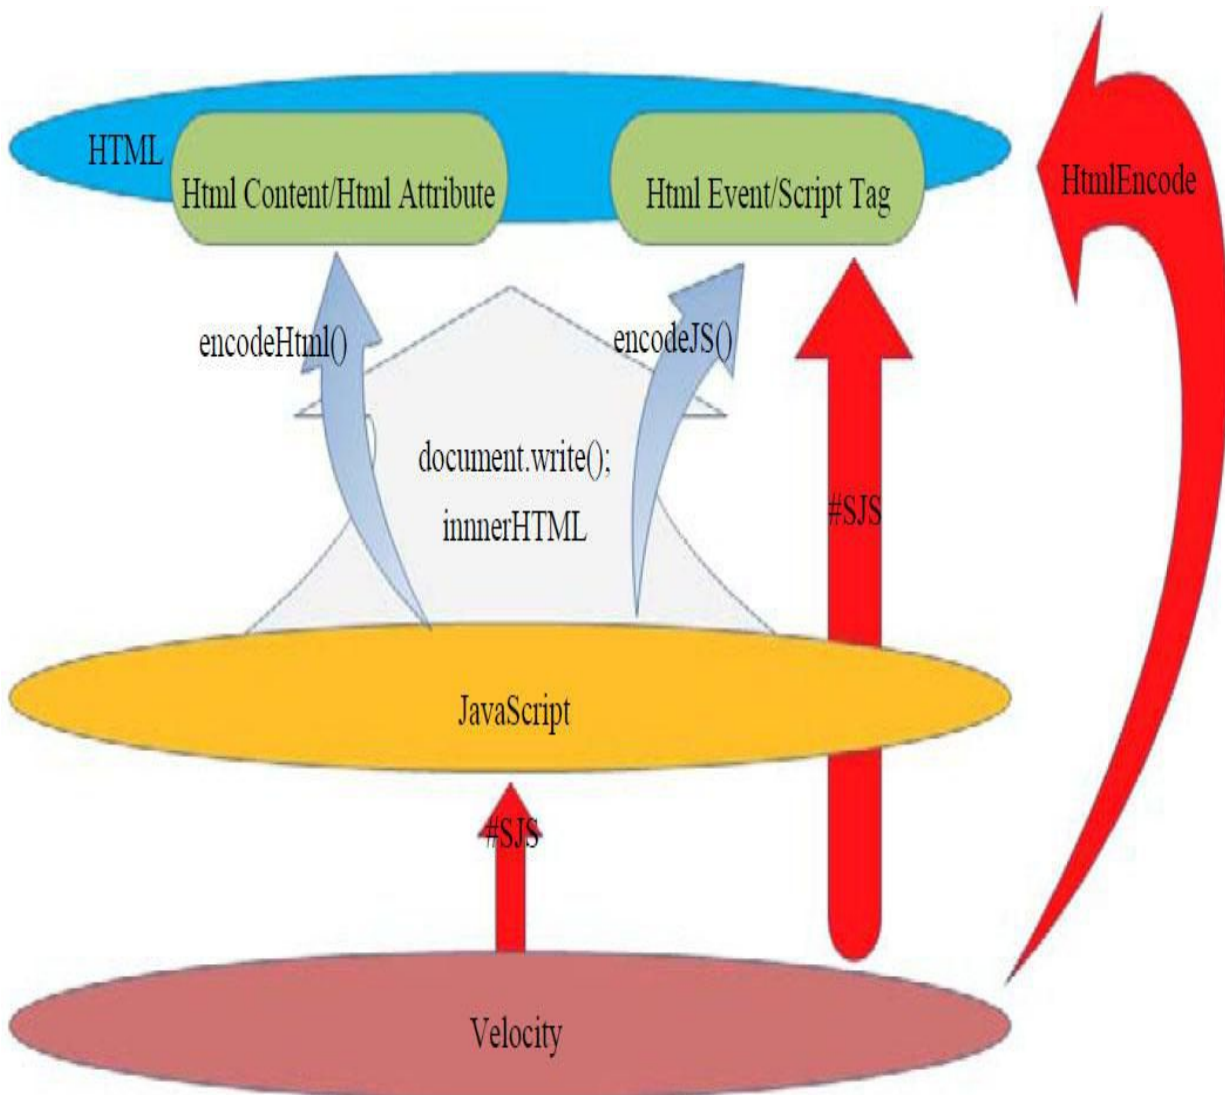 HTML
Html Content/Html Attribute
Html Event/Script Tag
HtmlEncode
encodeHtml()
encodeJS()
document.write();
innnerHTML
#SJS
JavaScript
#SJS
Velocity